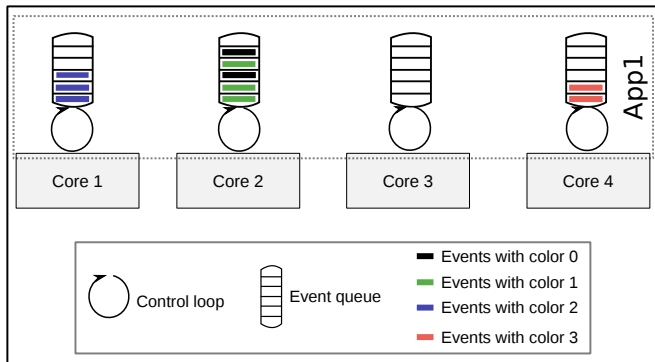 App1
Core 1
Core 2
Core 3
Core 4
Control loop
Event queue
Events with color 0
Events with color 1
Events with color 2
Events with color 3